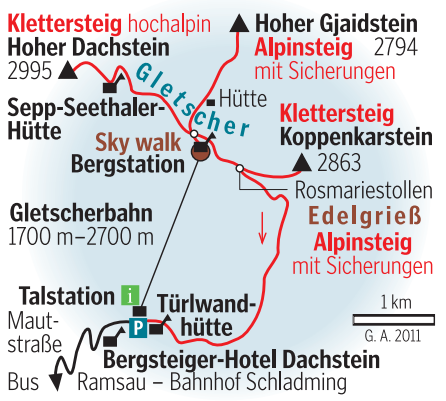 Klettersteig hochalpin
Hoher Dachstein
2995
Hoher Gjaidstein
Alpinsteig 2794
mit Sicherungen
Gletscher
Hütte
Sepp-Seethaler-
Hütte
Sky walk
Bergstation
Klettersteig
Koppenkarstein
2863
Rosmariestollen
Gletscherbahn
1700 m–2700 m
Edelgrieß
Alpinsteig
mit Sicherungen
Talstation i
Türlwand-
hütte
P
Maut-
straße
1 km
G. A. 2011
Bergsteiger-Hotel Dachstein
Bus Ramsau – Bahnhof Schladming